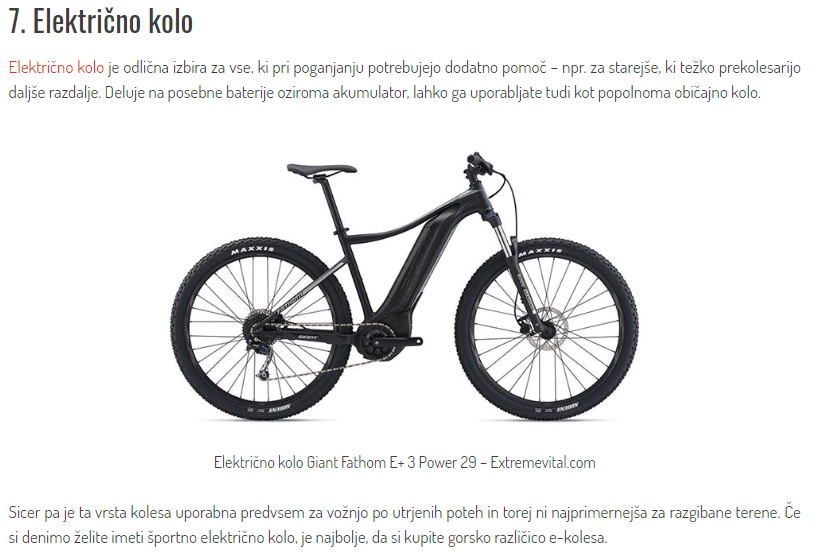 7. Električno kolo
Električno kolo je odlična izbira za vse, ki pri poganjanju potrebujejo dodatno pomoč – npr. za starejše, ki težko prekolesarijo
daljše razdalje. Deluje na posebne baterije oziroma akumulator, lahko ga uporabljate tudi kot popolnoma običajno kolo.
MAXXIS
MAXXIS
GIANT
Električno kolo Giant Fathom E+ 3 Power 29 – Extremevital.com
Sicer pa je ta vrsta kolesa uporabna predvsem za vožnjo po utrjenih poteh in torej ni najprimernejša za razgibane terene. Če
si denimo želite imeti športno električno kolo, je najbolje, da si kupite gorsko različico e-kolesa.